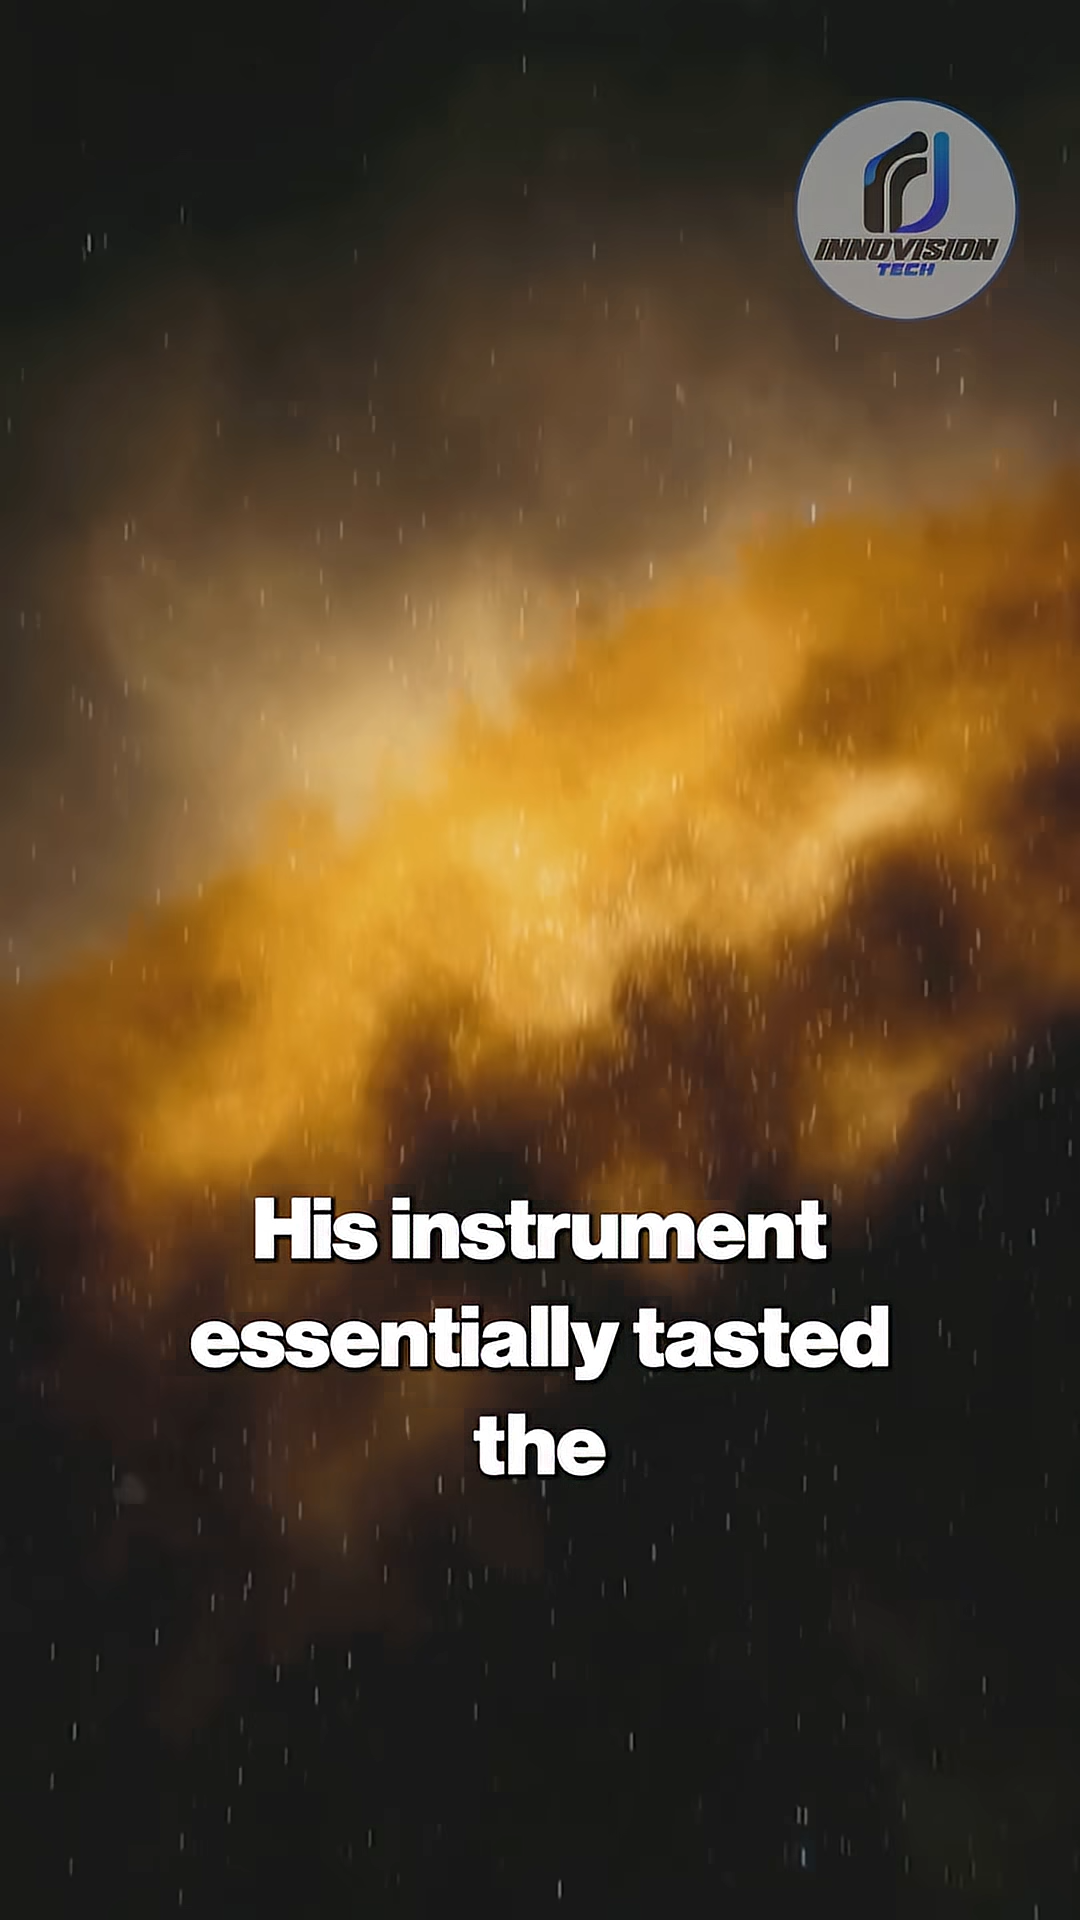 INNOVISION
TECH
His instrument
essentially tasted
the